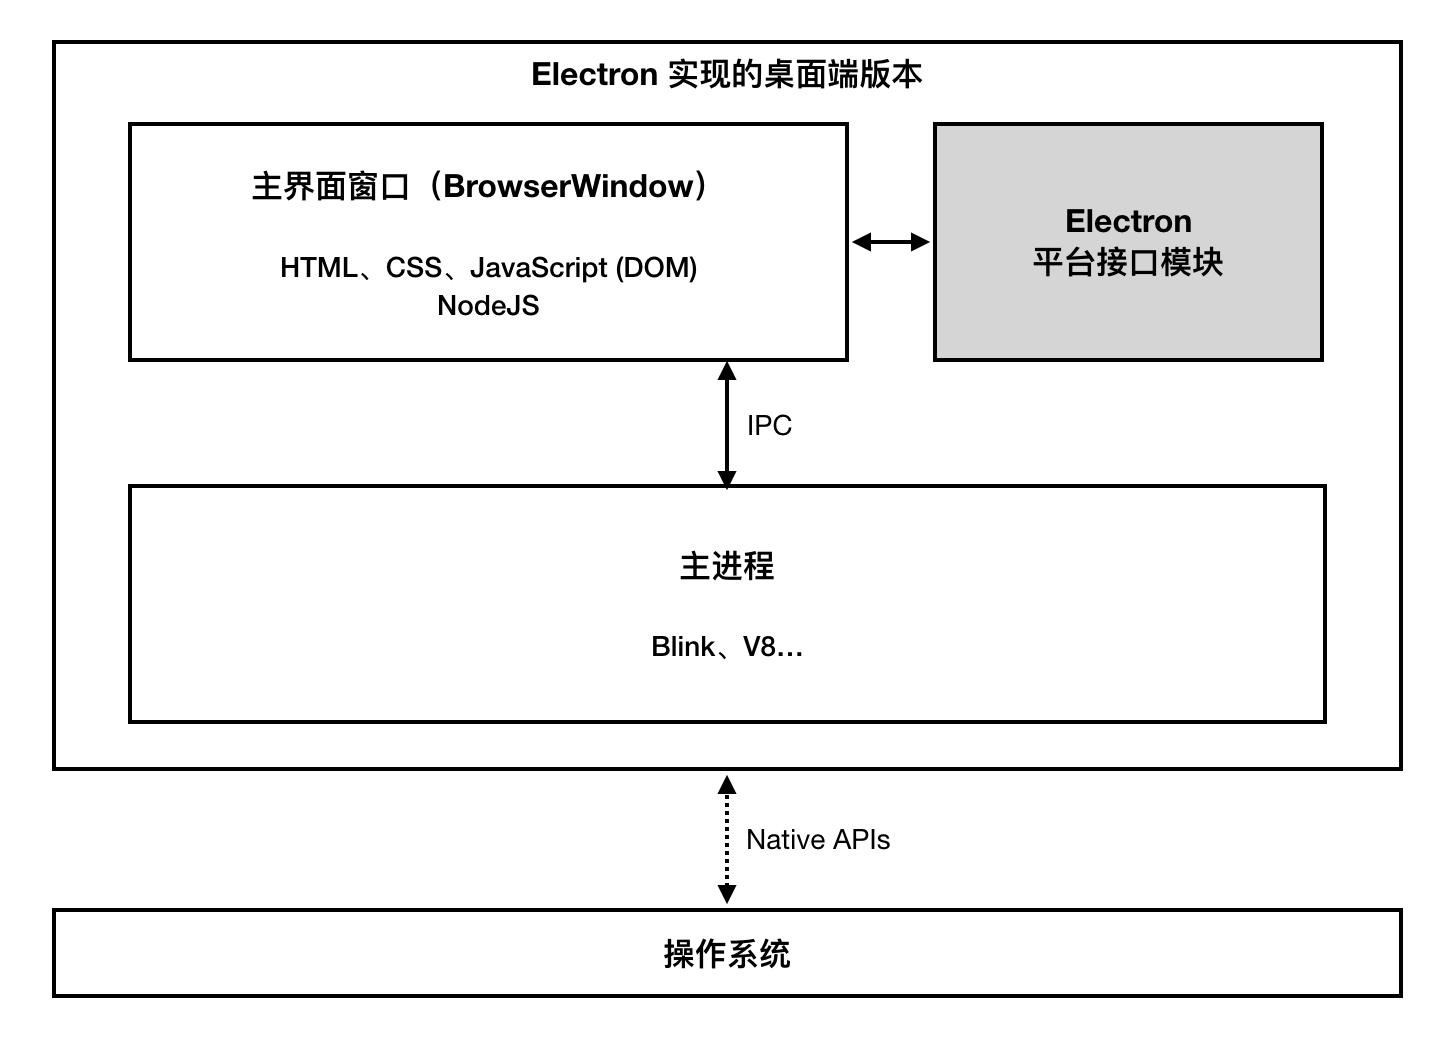 Electron 实现的桌面端版本
主界面窗口（BrowserWindow）
HTML、CSS、JavaScript (DOM)
NodeJS
Electron
平台接口模块
IPC
主进程
Blink、V8...
Native APIs
操作系统